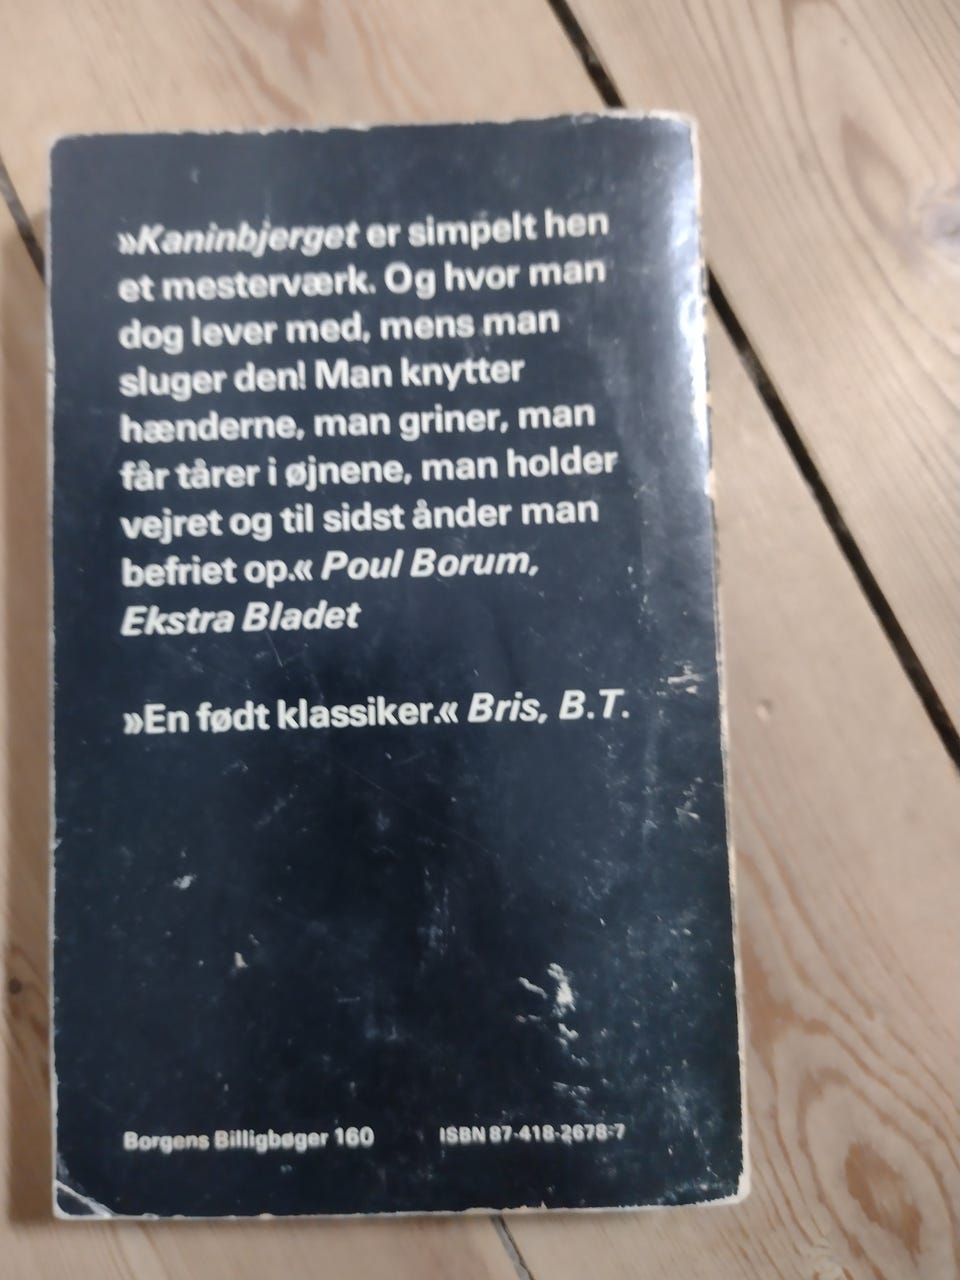 »Kaninbjerget er simpelt hen
et mesterværk. Og hvor man
dog lever med, mens man
sluger den! Man knytter
hænderne, man griner, man
får tårer i øjnene, man holder
vejret og til sidst ånder man
befriet op.« Poul Borum,
Ekstra Bladet
»En født klassiker.« Bris, B.T.
Borgens Billigbøger 160 ISBN 87-418-2678-7